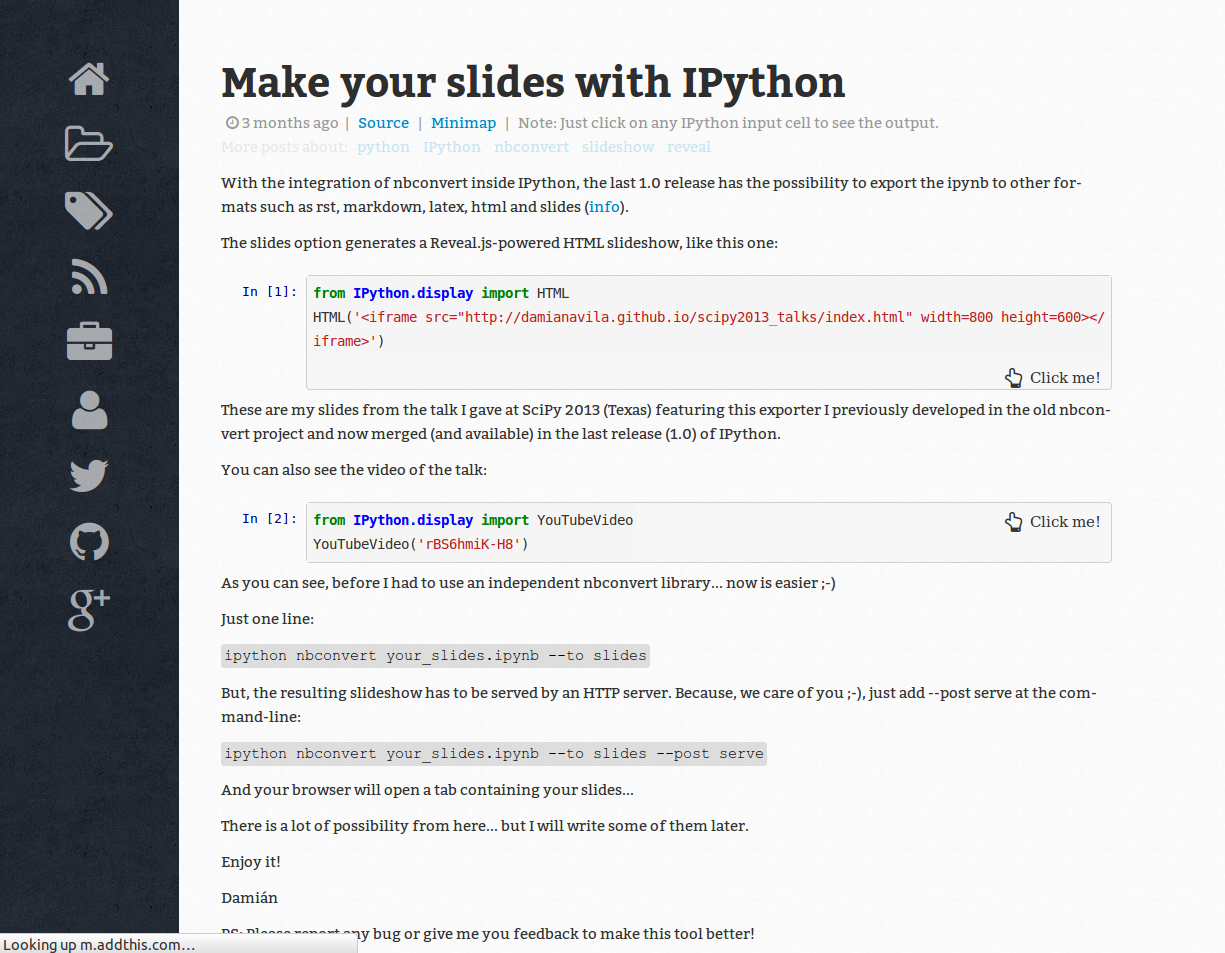 Make your slides with IPython
3 months ago | Source | Minimap | Note: Just click on any IPython input cell to see the output.
More posts about: python IPython nbconvert slideshow reveal
With the integration of nbconvert inside IPython, the last 1.0 release has the possibility to export the ipynb to other for-
mats such as rst, markdown, latex, html and slides (info).
The slides option generates a Reveal.js-powered HTML slideshow, like this one:
In [1]: from IPython.display import HTML
HTML('<iframe src="http://damianavila.github.io/scipy2013_talks/index.html" width=800 height=600></
iframe>')
Click me!
These are my slides from the talk I gave at SciPy 2013 (Texas) featuring this exporter I previously developed in the old nbcon-
vert project and now merged (and available) in the last release (1.0) of IPython.
You can also see the video of the talk:
In [2]: from IPython.display import YouTubeVideo Click me!
YouTubeVideo('rBS6hmiK-H8')
As you can see, before I had to use an independent nbconvert library... now is easier ;-)
Just one line:
ipython nbconvert your_slides.ipynb --to slides
But, the resulting slideshow has to be served by an HTTP server. Because, we care of you ;-), just add --post serve at the com-
mand-line:
ipython nbconvert your_slides.ipynb --to slides --post serve
And your browser will open a tab containing your slides...
There is a lot of possibility from here... but I will write some of them later.
Enjoy it!
Damián
PS: Please report any bug or give me you feedback to make this tool better!
Looking up m.addthis.com...
g+